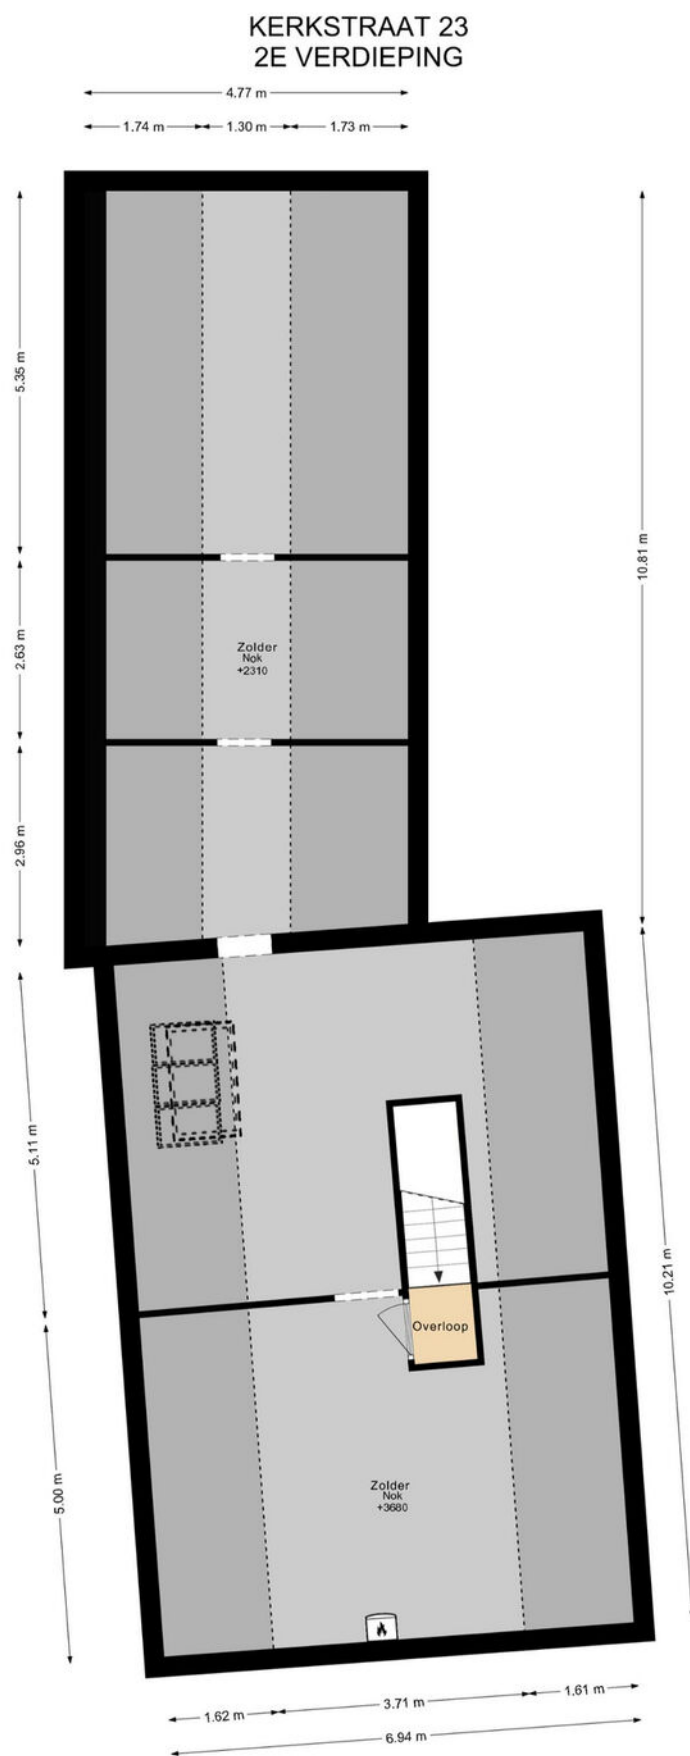 KERKSTRAAT 23
2E VERDIEPING
4.77 m
1.74 m
1.30 m
1.73 m
5.35 m
10.81 m
2.63 m
Zolder
Nok
+2310
2.96 m
5.11 m
10.21 m
Overloop
5.00 m
Zolder
Nok
+3680
1.62 m
3.71 m
1.61 m
6.94 m